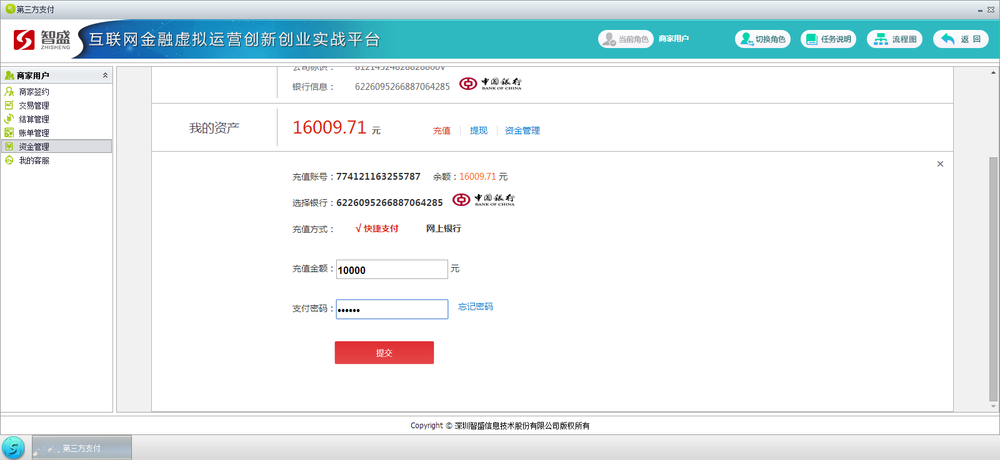 第三方支付
智盛
ZHISHENG
互联网金融虚拟运营创新创业实战平台
当前角色 商家用户 切换角色 任务说明 流程图 返 回
商家用户
商家签约
交易管理
结算管理
账单管理
资金管理
我的客服
银行信息： 6226095266887064285 中国银行 BANK OF CHINA
我的资产 16009.71 元 充值 提现 资金管理
充值账号：774121163255787 余额：16009.71 元
选择银行：6226095266887064285 中国银行 BANK OF CHINA
充值方式： √ 快捷支付 网上银行
充值金额：10000 元
支付密码：•••••• 忘记密码
提交
Copyright © 深圳智盛信息技术股份有限公司版权所有
第三方支付